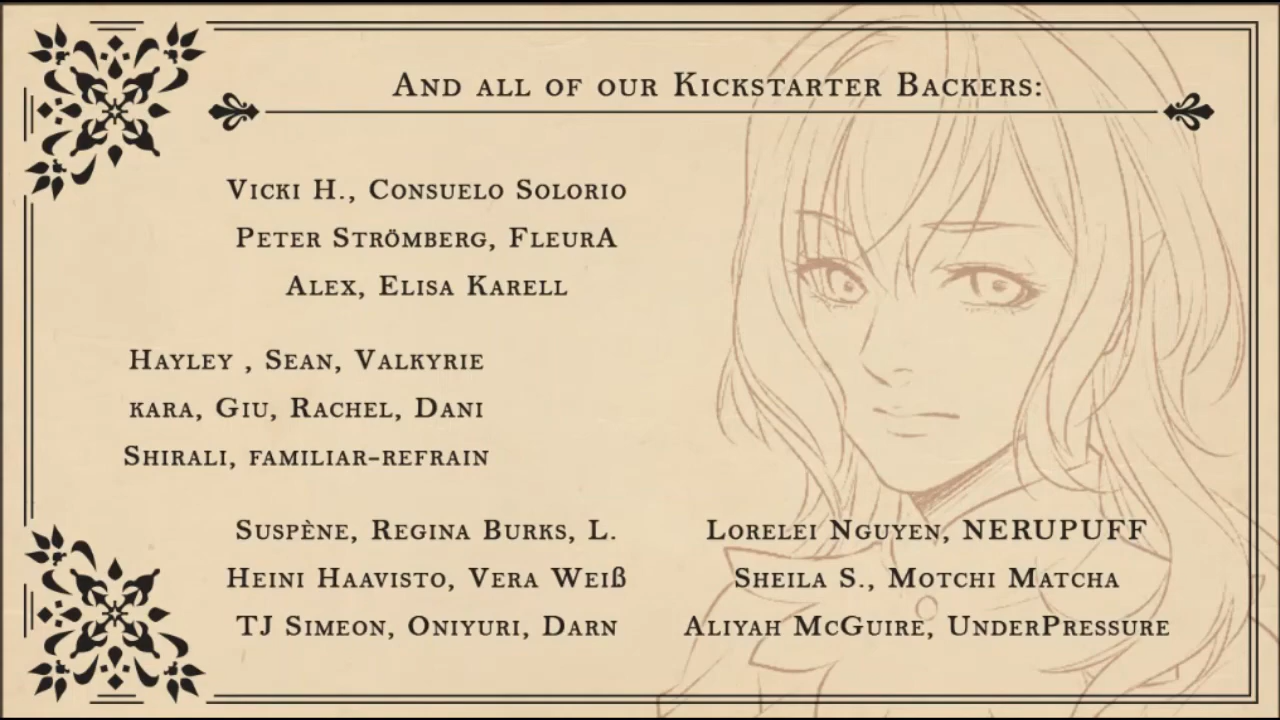 And all of our Kickstarter Backers:
Vicki H., Consuelo Solorio
Peter Strömberg, FleurA
Alex, Elisa Karell
Hayley , Sean, Valkyrie
kara, Giu, Rachel, Dani
Shirali, familiar-refrain
Suspène, Regina Burks, L.
Heini Haavisto, Vera Weiß
TJ Simeon, Oniyuri, Darn
Lorelei Nguyen, NERUPUFF
Sheila S., Motchi Matcha
Aliyah McGuire, UnderPressure